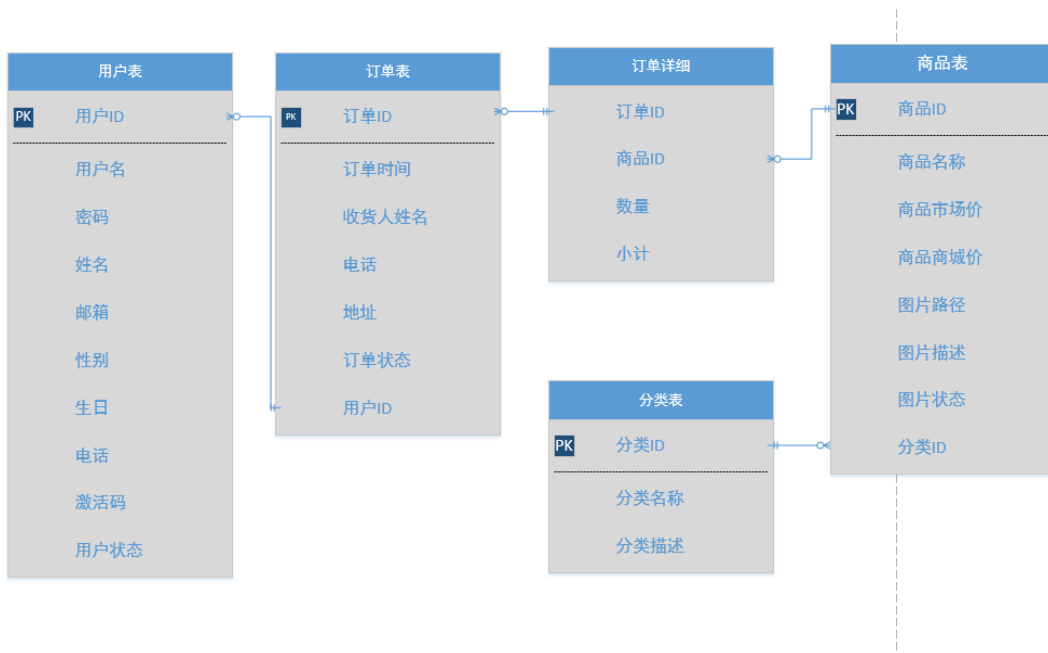 用户表
PK 用户ID
用户名
密码
姓名
邮箱
性别
生日
电话
激活码
用户状态
订单表
PK 订单ID
订单时间
收货人姓名
电话
地址
订单状态
用户ID
订单详细
订单ID
商品ID
数量
小计
分类表
PK 分类ID
分类名称
分类描述
商品表
PK 商品ID
商品名称
商品市场价
商品商城价
图片路径
图片描述
图片状态
分类ID